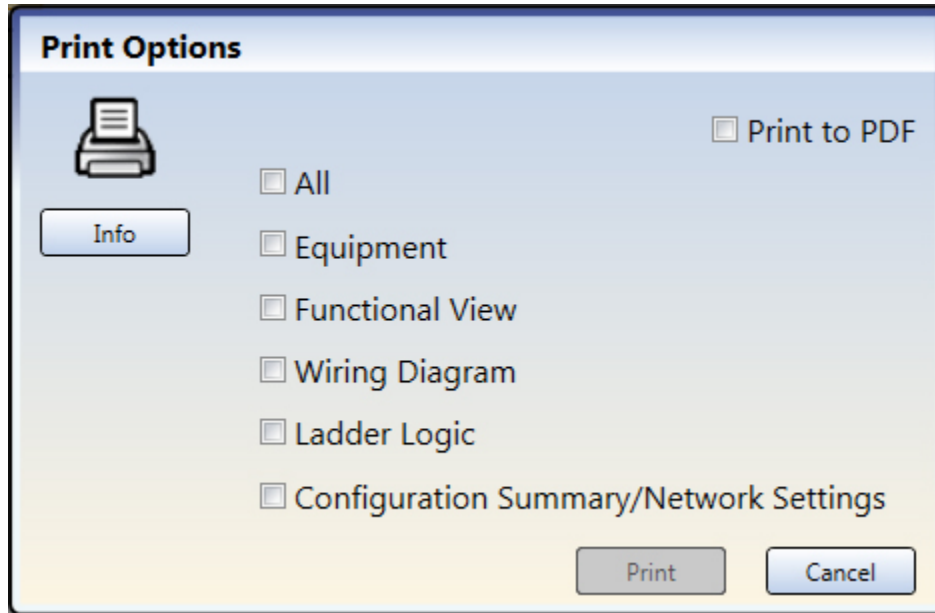 Print Options
Print to PDF
All
Info
Equipment
Functional View
Wiring Diagram
Ladder Logic
Configuration Summary/Network Settings
Print
Cancel